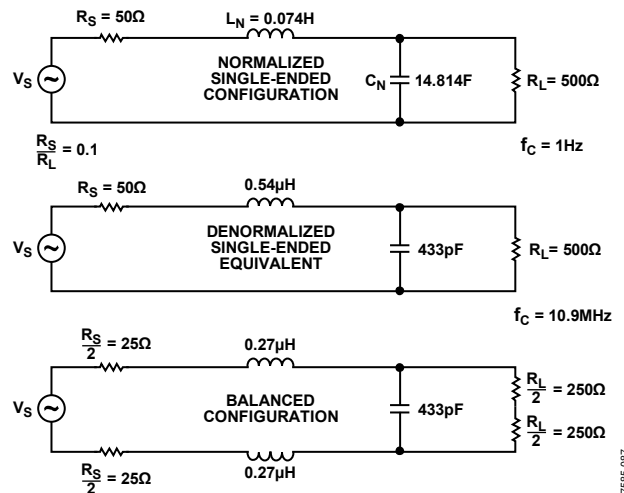 R_S = 50Ω
L_N = 0.074H
V_S
NORMALIZED
SINGLE-ENDED
CONFIGURATION
C_N
14.814F
R_L= 500Ω
R_S
R_L
= 0.1
f_C = 1Hz
R_S = 50Ω
0.54µH
V_S
DENORMALIZED
SINGLE-ENDED
EQUIVALENT
433pF
R_L= 500Ω
f_C = 10.9MHz
R_S
2
= 25Ω
0.27µH
V_S
BALANCED
CONFIGURATION
433pF
R_L
2
= 250Ω
R_L
2
= 250Ω
R_S
2
= 25Ω
0.27µH